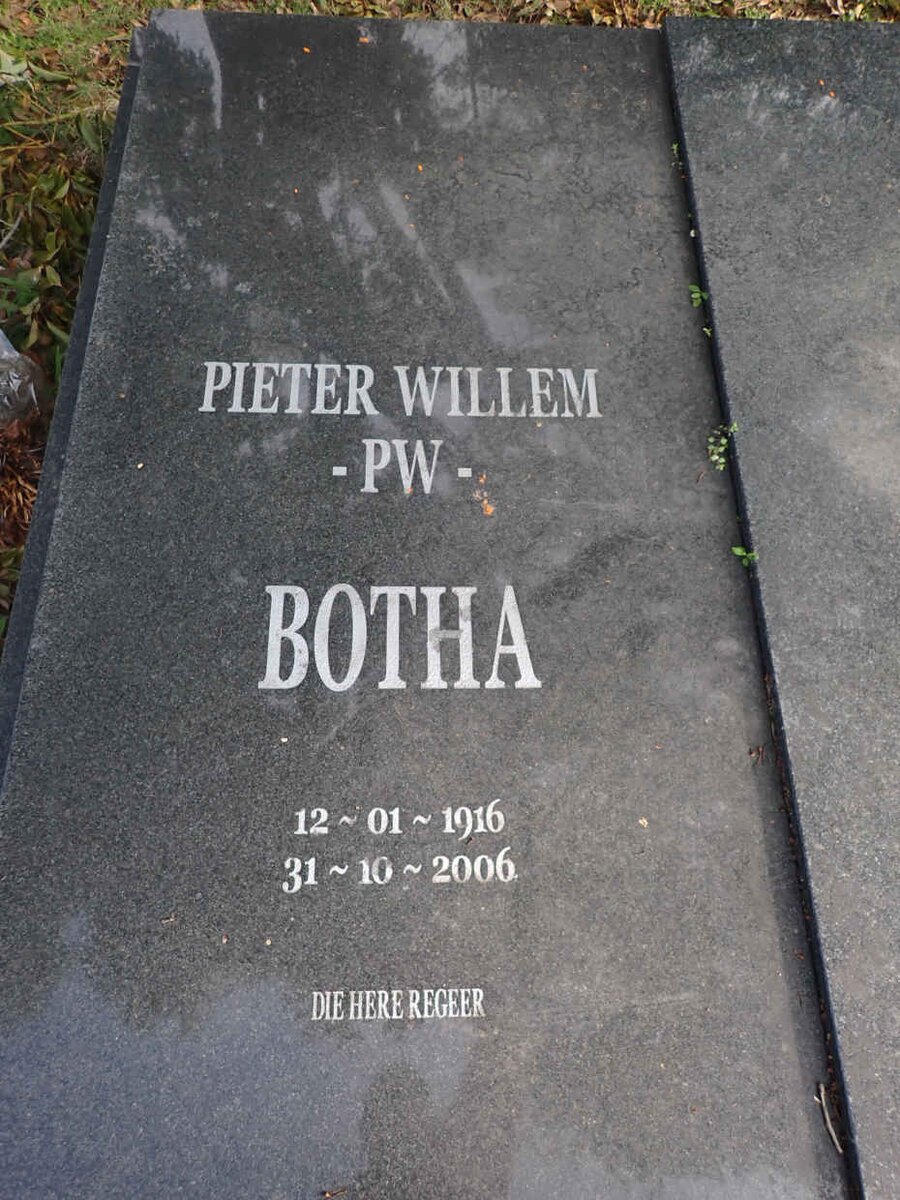 PIETER WILLEM
- PW -
BOTHA
12 ~ 01 ~ 1916
31 ~ 10 ~ 2006
DIE HERE REGEER